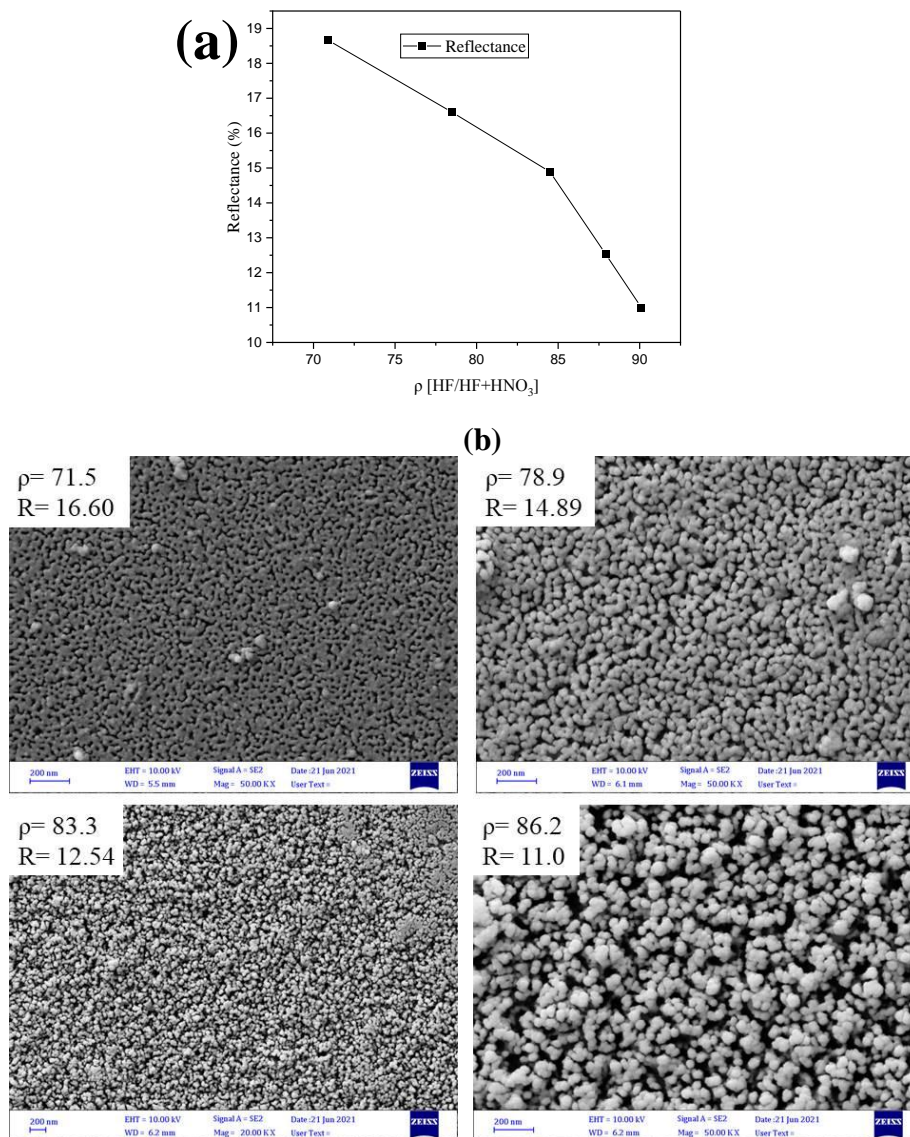 (a)
Reflectance
19
18
17
16
15
14
13
12
11
10
Reflectance (%)
70 75 80 85 90
ρ [HF/HF+HNO₃]
(b)
ρ= 71.5
R= 16.60
200 nm EHT = 10.00 kV Signal A = SE2 Date :21 Jun 2021 ZEISS
WD = 5.5 mm Mag = 50.00 KX User Text =
ρ= 78.9
R= 14.89
200 nm EHT = 10.00 kV Signal A = SE2 Date :21 Jun 2021 ZEISS
WD = 6.1 mm Mag = 50.00 KX User Text =
ρ= 83.3
R= 12.54
200 nm EHT = 10.00 kV Signal A = SE2 Date :21 Jun 2021 ZEISS
WD = 6.2 mm Mag = 20.00 KX User Text =
ρ= 86.2
R= 11.0
200 nm EHT = 10.00 kV Signal A = SE2 Date :21 Jun 2021 ZEISS
WD = 6.2 mm Mag = 50.00 KX User Text =